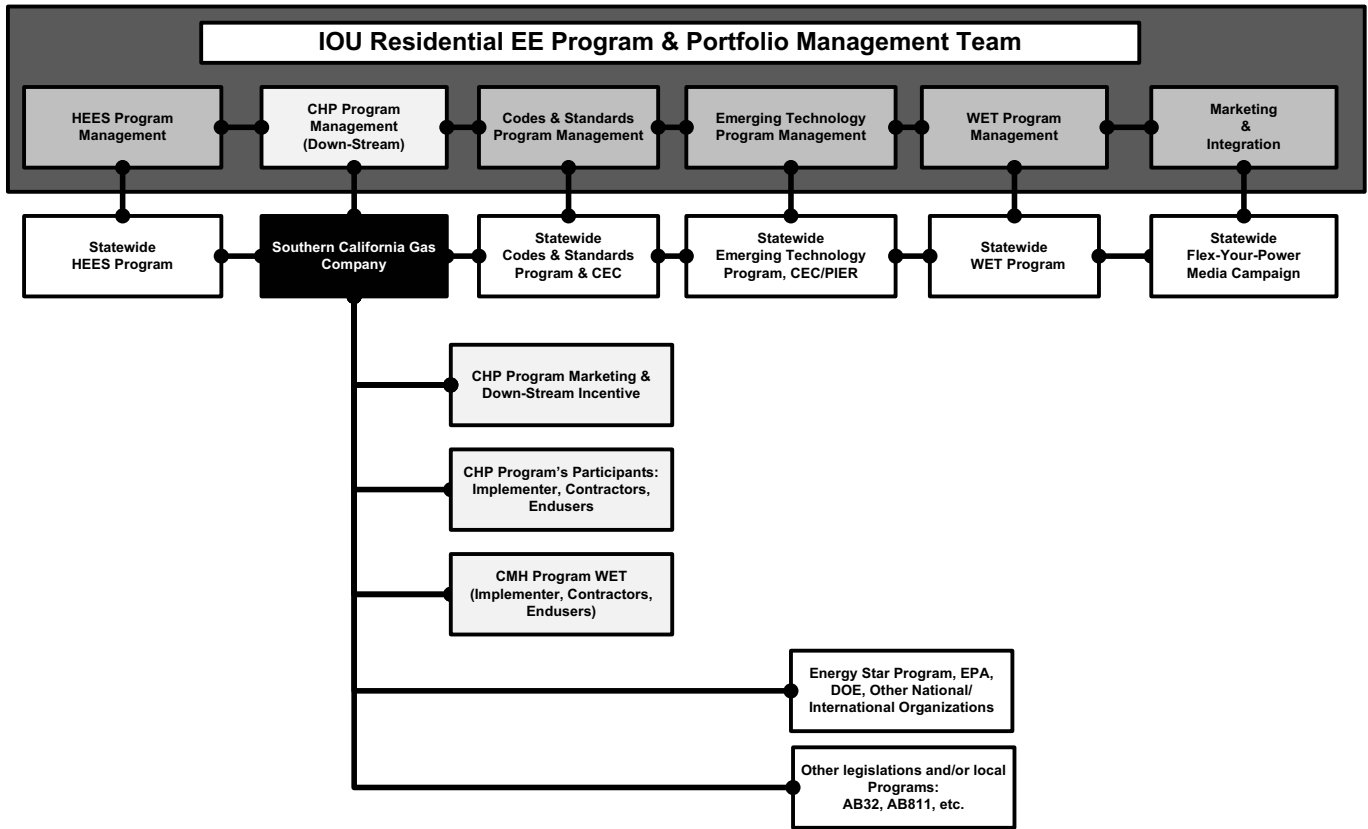 IOU Residential EE Program & Portfolio Management Team
HEES Program
Management
CHP Program
Management
(Down-Stream)
Codes & Standards
Program Management
Emerging Technology
Program Management
WET Program
Management
Marketing
&
Integration
Statewide
HEES Program
Southern California Gas
Company
Statewide
Codes & Standards
Program & CEC
Statewide
Emerging Technology
Program, CEC/PIER
Statewide
WET Program
Statewide
Flex-Your-Power
Media Campaign
CHP Program Marketing &
Down-Stream Incentive
CHP Program’s Participants:
Implementer, Contractors,
Endusers
CMH Program WET
(Implementer, Contractors,
Endusers)
Energy Star Program, EPA,
DOE, Other National/
International Organizations
Other legislations and/or local
Programs:
AB32, AB811, etc.